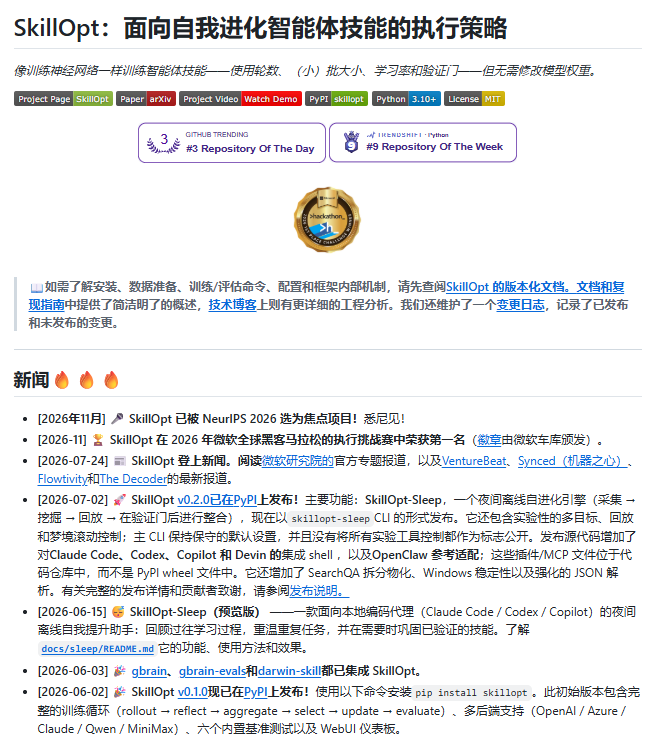 SkillOpt：面向自我进化智能体技能的执行策略
像训练神经网络一样训练智能体技能——使用轮数、（小）批大小、学习率和验证门——但无需修改模型权重。
Project Page SkillOpt Paper arXiv Project Video Watch Demo PyPI skillopt Python 3.10+ License MIT
3 GITHUB TRENDING #3 Repository Of The Day
9 TRENDSHIFT · Python #9 Repository Of The Week
Microsoft
hackathon_
📖如需了解安装、数据准备、训练/评估命令、配置和框架内部机制，请先查阅SkillOpt 的版本化文档。文档和复
现指南中提供了简洁明了的概述，技术博客上则有更详细的工程分析。我们还维护了一个变更日志，记录了已发布
和未发布的变更。
新闻🔥🔥🔥
• [2026年11月] 🎤 SkillOpt 已被 NeurIPS 2026 选为焦点项目！悉尼见！
• [2026-11] 🏆 SkillOpt 在 2026 年微软全球黑客马拉松的执行挑战赛中荣获第一名（徽章由微软车库颁发）。
• [2026-07-24] 📰 SkillOpt 登上新闻。阅读微软研究院的官方专题报道，以及VentureBeat、Synced（机器之心）、
Flowtivity和The Decoder的最新报道。
• [2026-07-02] 🚀 SkillOpt v0.2.0已在PyPI上发布！主要功能：SkillOpt-Sleep，一个夜间离线自进化引擎（采集 →
挖掘 → 回放 → 在验证门后进行整合），现在以 skillopt-sleep CLI 的形式发布。它还包含实验性的多目标、回放
和梦境滚动控制；主 CLI 保持保守的默认设置，并且没有将所有实验工具控制都作为标志公开。发布源代码增加了
对Claude Code、Codex、Copilot 和 Devin 的集成 shell ，以及OpenClaw 参考适配；这些插件/MCP 文件位于代
码仓库中，而不是 PyPI wheel 文件中。它还增加了 SearchQA 拆分物化、Windows 稳定性以及强化的 JSON 解
析。有关完整的发布详情和贡献者致谢，请参阅发布说明。
• [2026-06-15] 😴 SkillOpt-Sleep（预览版） ——一款面向本地编码代理（Claude Code / Codex / Copilot）的夜间
离线自我提升助手：回顾过往学习过程，重温重复任务，并在需时巩固已验证的技能。了解
docs/sleep/README.md 它的功能、使用方法和效果。
• [2026-06-03] 🎉 gbrain、gbrain-evals和darwin-skill都已集成 SkillOpt。
• [2026-06-02] 🎉 SkillOpt v0.1.0现已在PyPI上发布！使用以下命令安装 pip install skillopt 。此初始版本包含完
整的训练循环（rollout → reflect → aggregate → select → update → evaluate）、多后端支持（OpenAI / Azure /
Claude / Qwen / MiniMax）、六个内置基准测试以及 WebUI 仪表板。